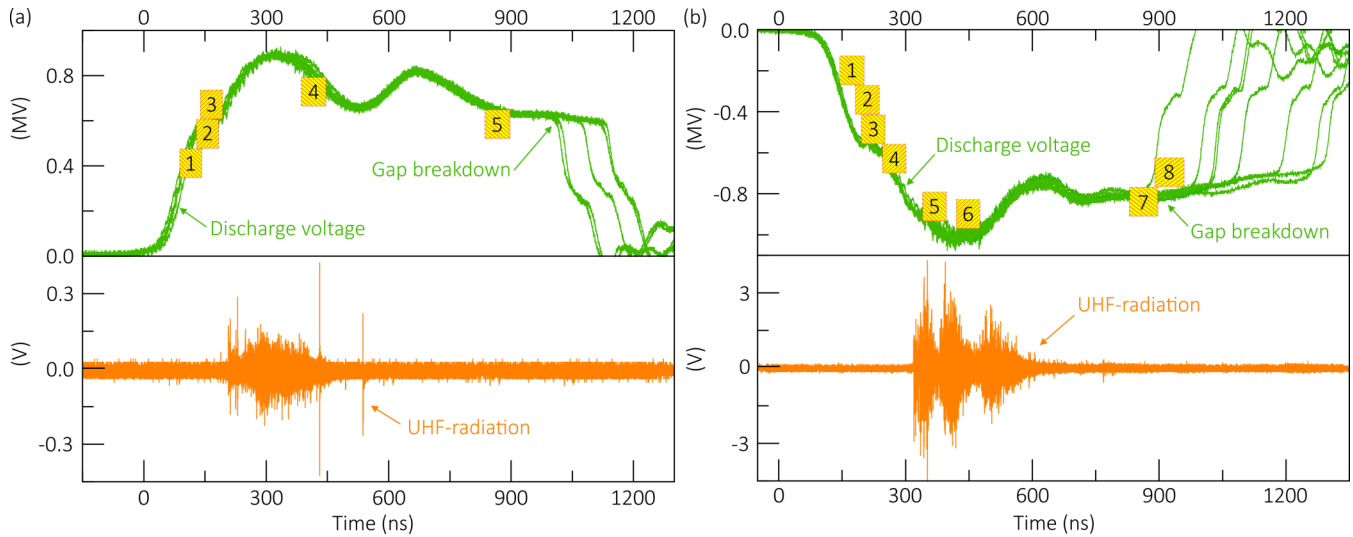 (a)
0 300 600 900 1200
0.8
0.4
0.0
(MV)
1
2
3
4
5
Gap breakdown
Discharge voltage
0.3
0.0
-0.3
(V)
UHF-radiation
0 300 600 900 1200
Time (ns)
(b)
0 300 600 900 1200
0.0
-0.4
-0.8
(MV)
1
2
3
4
5
6
7
8
Discharge voltage
Gap breakdown
3
0
-3
(V)
UHF-radiation
0 300 600 900 1200
Time (ns)